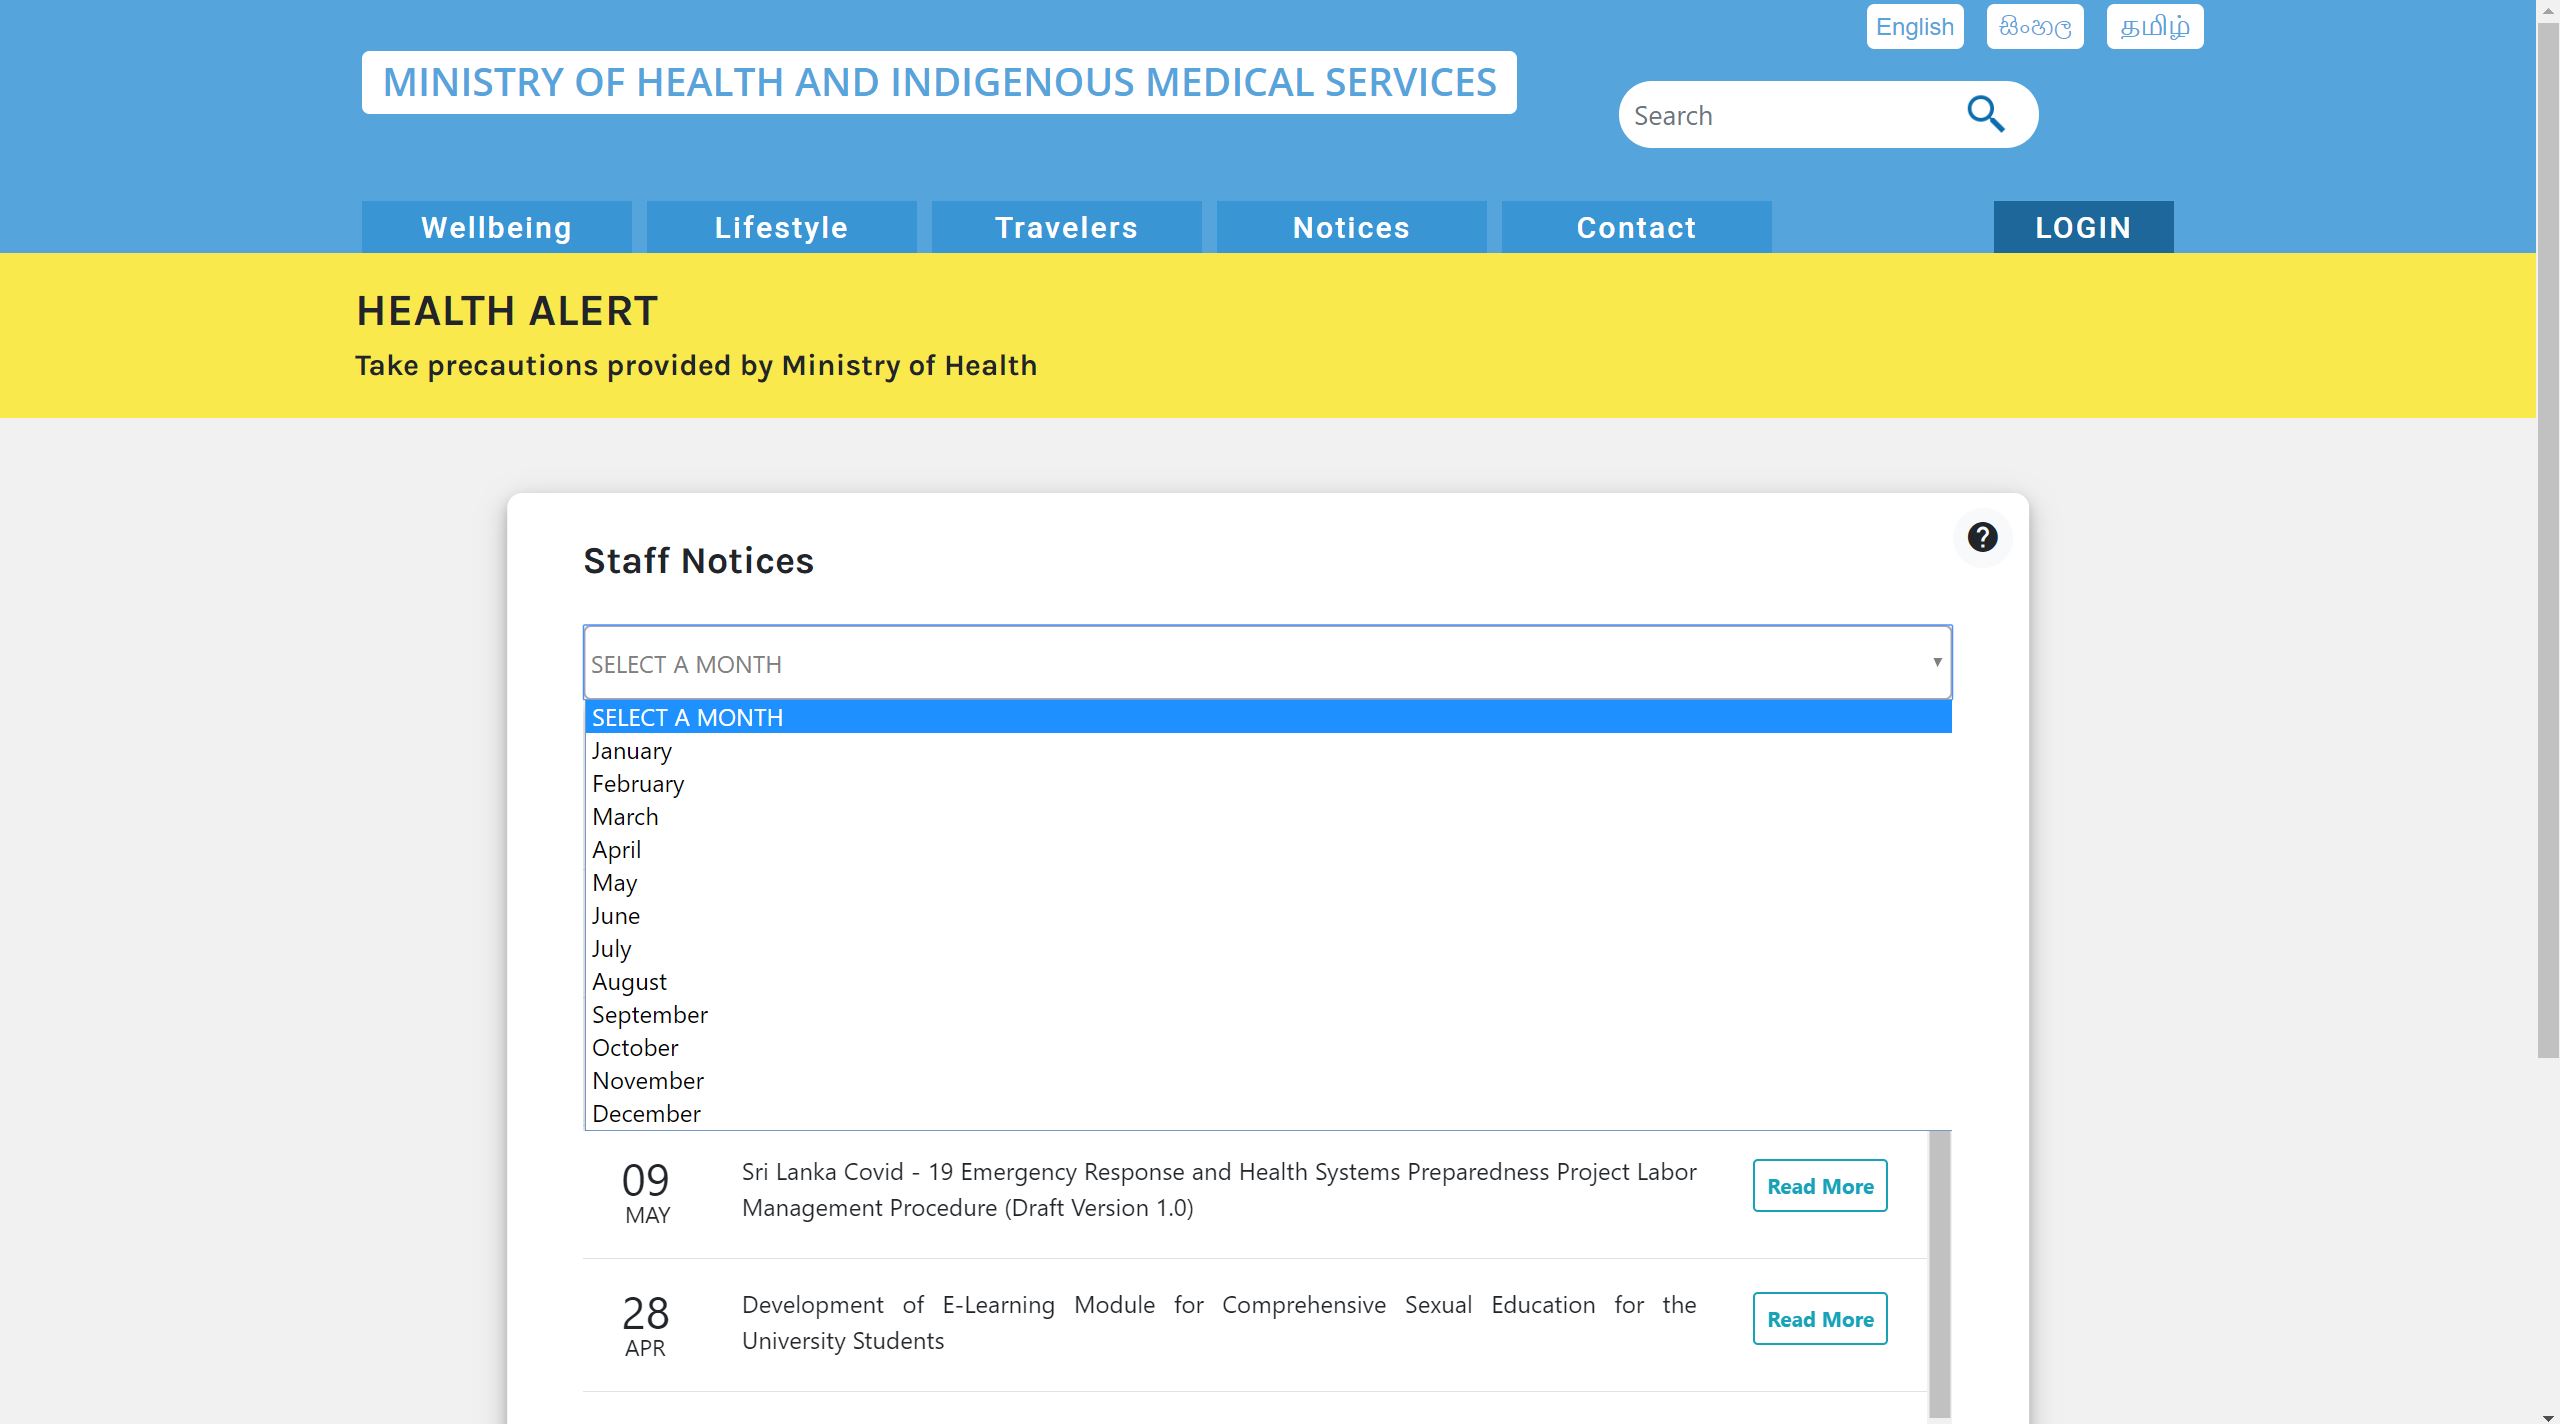 English
සිංහල
தமிழ்
MINISTRY OF HEALTH AND INDIGENOUS MEDICAL SERVICES
Search
Wellbeing
Lifestyle
Travelers
Notices
Contact
LOGIN
HEALTH ALERT
Take precautions provided by Ministry of Health
Staff Notices
SELECT A MONTH
SELECT A MONTH
January
February
March
April
May
June
July
August
September
October
November
December
09
MAY
Sri Lanka Covid - 19 Emergency Response and Health Systems Preparedness Project Labor
Management Procedure (Draft Version 1.0)
Read More
28
APR
Development of E-Learning Module for Comprehensive Sexual Education for the
University Students
Read More